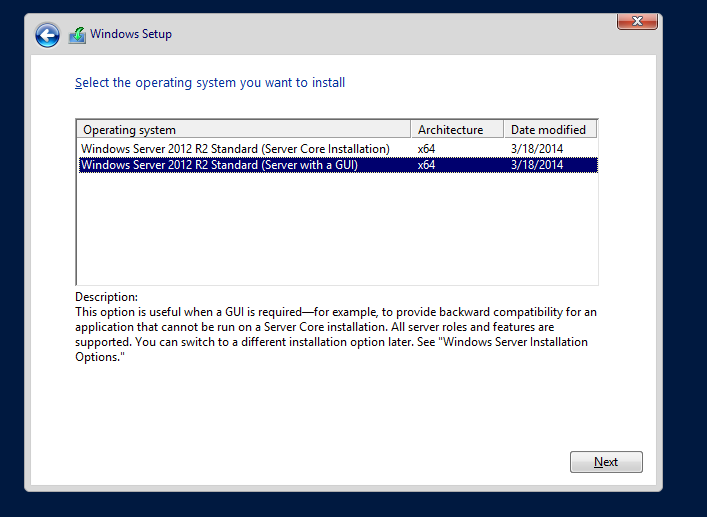 Windows Setup
Select the operating system you want to install
Operating system Architecture Date modified
Windows Server 2012 R2 Standard (Server Core Installation) x64 3/18/2014
Windows Server 2012 R2 Standard (Server with a GUI) x64 3/18/2014
Description:
This option is useful when a GUI is required—for example, to provide backward compatibility for an
application that cannot be run on a Server Core installation. All server roles and features are
supported. You can switch to a different installation option later. See "Windows Server Installation
Options."
Next